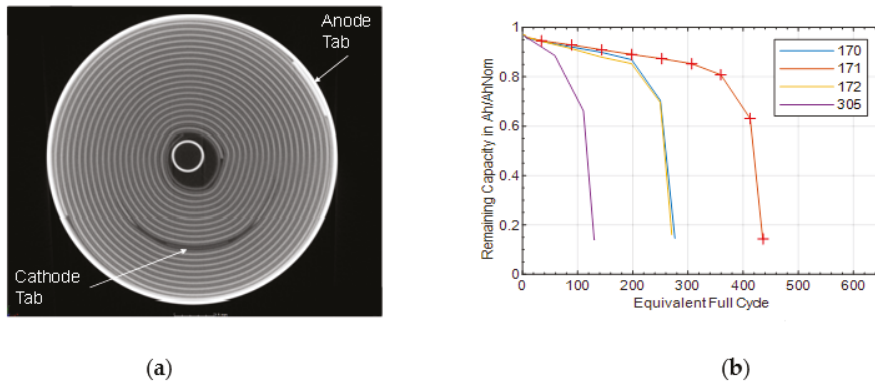 Anode
Tab
Cathode
Tab
(a)
Remaining Capacity in Ah/AhNom
1
0.8
0.6
0.4
0.2
0
0
100
200
300
400
500
600
Equivalent Full Cycle
170
171
172
305
(b)